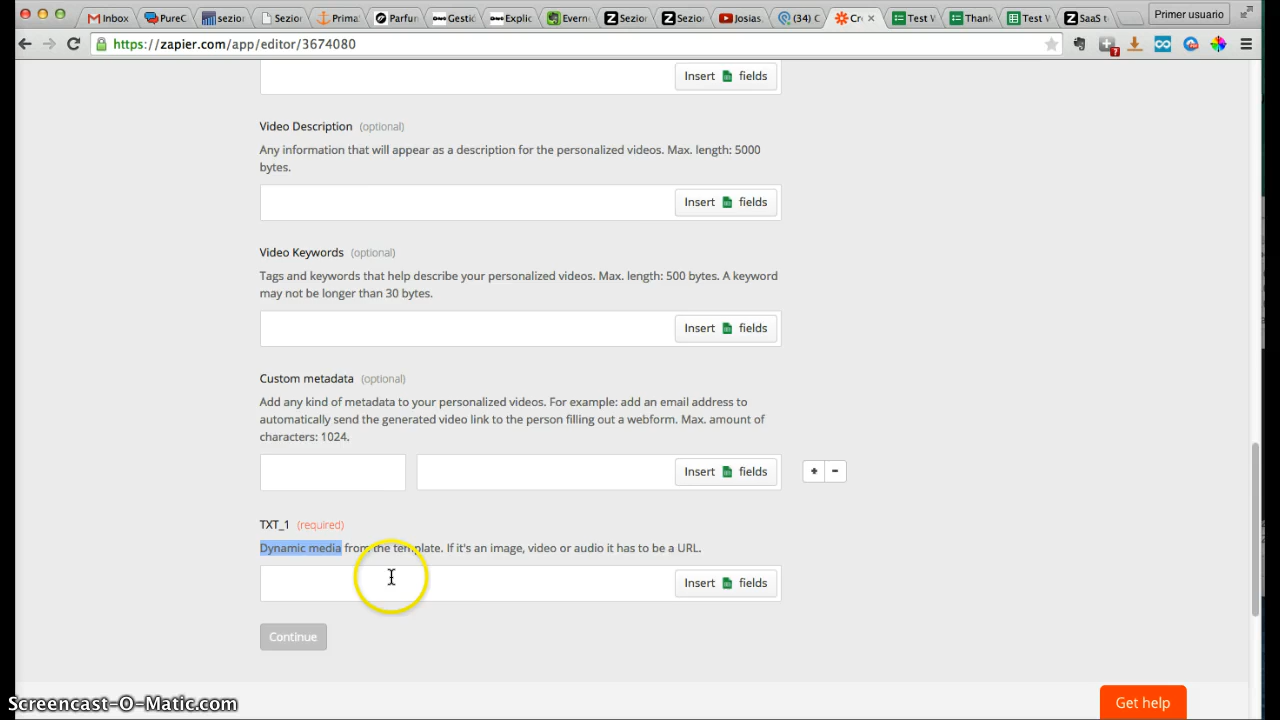 Inbox
PureC
sezior
Sezior
Prima
Parfun
Gestic
Explic
Evern
Sezior
Sezior
Josias
(34) C
Cr
Test V
Thank
Test V
SaaS t
Primer usuario
https://zapier.com/app/editor/3674080
?
Insert fields
Video Description (optional)
Any information that will appear as a description for the personalized videos. Max. length: 5000
bytes.
Insert fields
Video Keywords (optional)
Tags and keywords that help describe your personalized videos. Max. length: 500 bytes. A keyword
may not be longer than 30 bytes.
Insert fields
Custom metadata (optional)
Add any kind of metadata to your personalized videos. For example: add an email address to
automatically send the generated video link to the person filling out a webform. Max. amount of
characters: 1024.
Insert fields
+ -
TXT_1 (required)
Dynamic media from the template. If it's an image, video or audio it has to be a URL.
Insert fields
Continue
Screencast-O-Matic.com
Get help